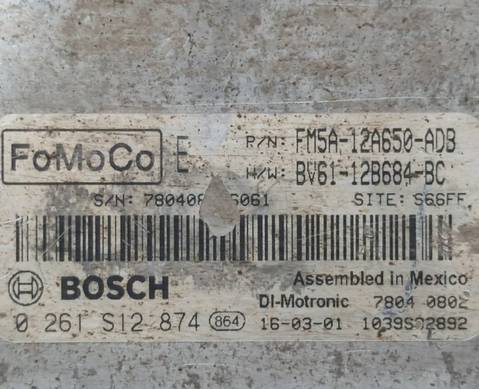 FoMoCo E P/N: FM5A-12A650-ADB
H/W: BV61-12B684-BC
SITE: S66FF
BOSCH Assembled in Mexico
DI-Motronic 7804 0802
0 261 S12 874 864 16-03-01